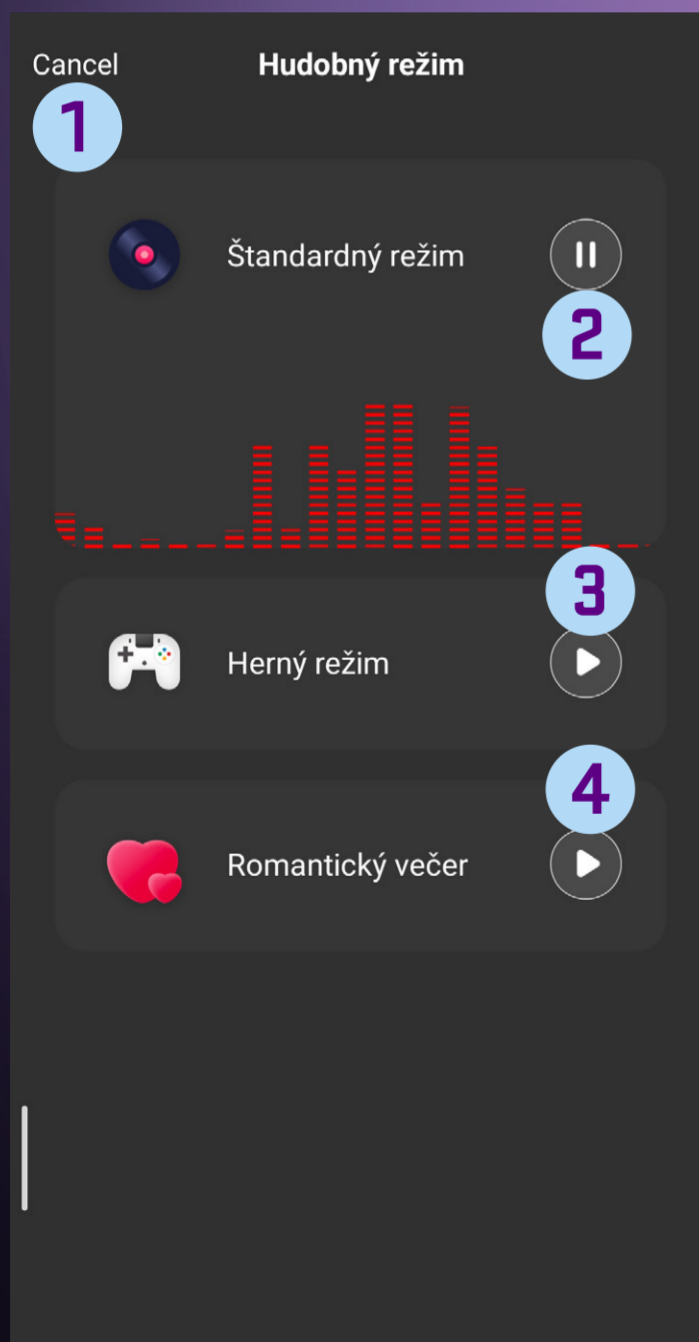 Cancel Hudobný režim
1
Štandardný režim
2
3
Herný režim
4
Romantický večer